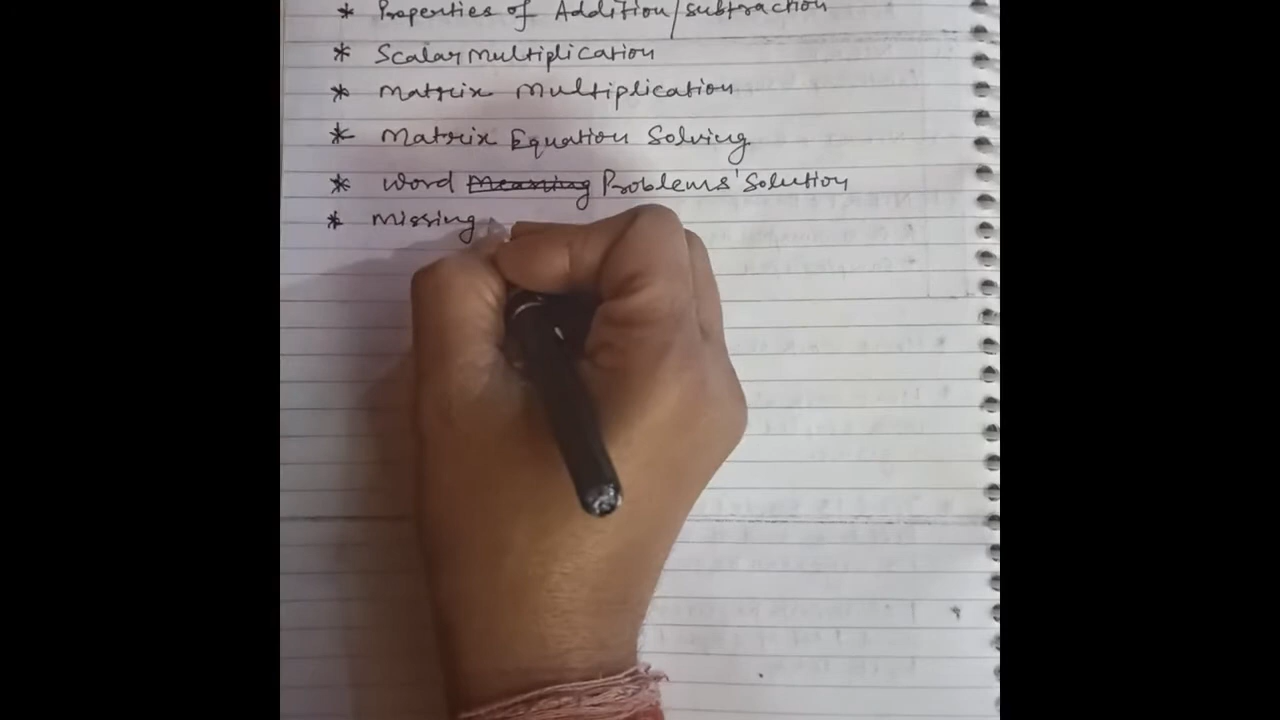 * Properties of Addition/subtraction
* Scalar multiplication
* Matrix Multiplication
* Matrix Equation Solving
* Word Meaning Problems' Solution
* Missing